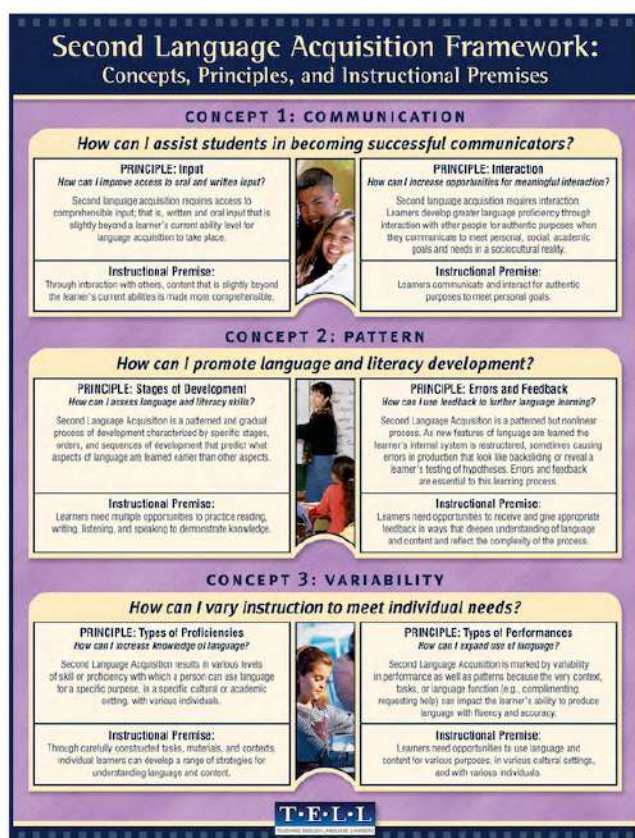 Second Language Acquisition Framework:
Concepts, Principles, and Instructional Premises
CONCEPT 1: COMMUNICATION
How can I assist students in becoming successful communicators?
PRINCIPLE: Input
How can I improve access to oral and written input?
Second language acquisition requires access to
comprehensible input; that is, written and oral input that is
slightly beyond a learner's current ability level for
language acquisition to take place.
Instructional Premise:
Through interaction with others, content that is slightly beyond
the learner's current abilities is made more comprehensible.
PRINCIPLE: Interaction
How can I increase opportunities for meaningful interaction?
Second language acquisition requires interaction.
Learners develop greater language proficiency through
interaction with other people for authentic purposes when
they communicate to meet personal, social, academic
goals and needs in a sociocultural reality.
Instructional Premise:
Learners communicate and interact for authentic
purposes to meet personal goals.
CONCEPT 2: PATTERN
How can I promote language and literacy development?
PRINCIPLE: Stages of Development
How can I assess language and literacy skills?
Second Language Acquisition is a patterned and gradual
process of development characterized by specific stages,
orders, and sequences of development that predict what
aspects of language are learned earlier than other aspects.
Instructional Premise:
Learners need multiple opportunities to practice reading,
writing, listening, and speaking to demonstrate knowledge.
PRINCIPLE: Errors and Feedback
How can I use feedback to further language learning?
Second Language Acquisition is a patterned but nonlinear
process. As new features of language are learned the
learner's internal system is restructured, sometimes causing
errors in production that look like backsliding or reveal a
learner's testing of hypotheses. Errors and feedback
are essential to this learning process.
Instructional Premise:
Learners need opportunities to receive and give appropriate
feedback in ways that deepen understanding of language
and content and reflect the complexity of the process.
CONCEPT 3: VARIABILITY
How can I vary instruction to meet individual needs?
PRINCIPLE: Types of Proficiencies
How can I increase knowledge of language?
Second Language Acquisition results in various levels
of skill or proficiency with which a person can use language
for a specific purpose, in a specific cultural or academic
setting, with various individuals.
Instructional Premise:
Through carefully constructed tasks, materials, and contexts
individual learners can develop a range of strategies for
understanding language and content.
PRINCIPLE: Types of Performances
How can I expand use of language?
Second Language Acquisition is marked by variability
in performance as well as patterns because the very context,
tasks, or language function (e.g., complimenting,
requesting help) can impact the learner's ability to produce
language with fluency and accuracy.
Instructional Premise:
Learners need opportunities to use language and
content for various purposes, in various cultural settings,
and with various individuals.
T·E·L·L
TEACHING ENGLISH LANGUAGE LEARNERS